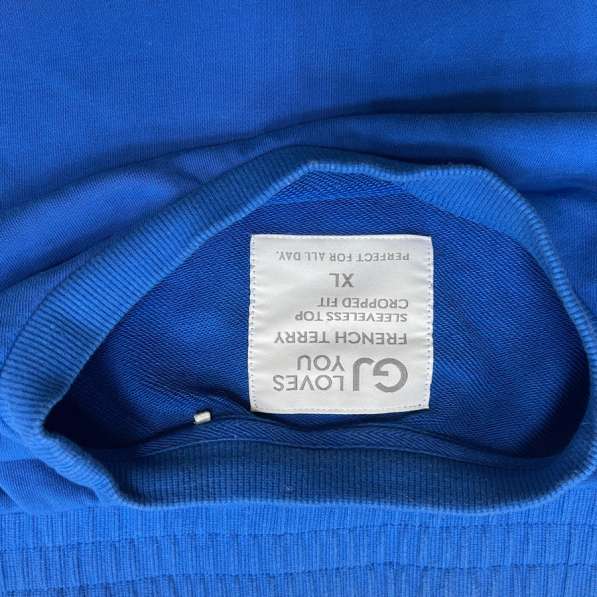 GJ LOVES
YOU
FRENCH TERRY
SLEEVELESS TOP
CROPPED FIT
XL
PERFECT FOR ALL DAY.